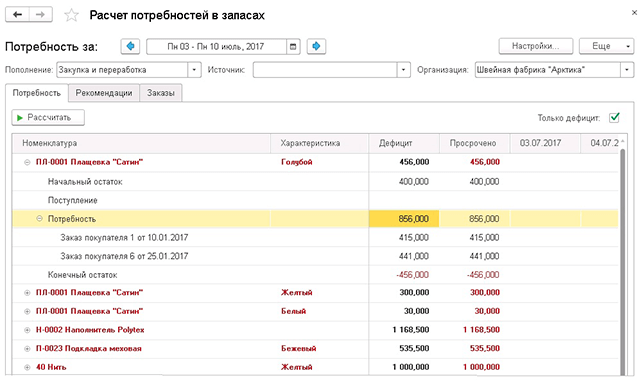 Расчет потребностей в запасах
Потребность за: Пн 03 - Пн 10 июль, 2017 Настройки... Еще
Пополнение: Закупка и переработка Источник: Организация: Швейная фабрика "Арктика"
Потребность Рекомендации Заказы
Рассчитать Только дефицит:
Номенклатура Характеристика Дефицит Просрочено 03.07.2017 04.07.2
ПЛ-0001 Плащевка "Сатин" Голубой 456,000 456,000
Начальный остаток 400,000 400,000
Поступление
Потребность 856,000 856,000
Заказ покупателя 1 от 10.01.2017 415,000 415,000
Заказ покупателя 6 от 25.01.2017 441,000 441,000
Конечный остаток -456,000 -456,000
ПЛ-0001 Плащевка "Сатин" Желтый 300,000 300,000
ПЛ-0001 Плащевка "Сатин" Белый 30,000 30,000
Н-0002 Наполнитель Polytex 1 168,500 1 168,500
П-0023 Подкладка меховая Бежевый 535,500 535,500
40 Нить Желтый 1 000,000 1 000,000